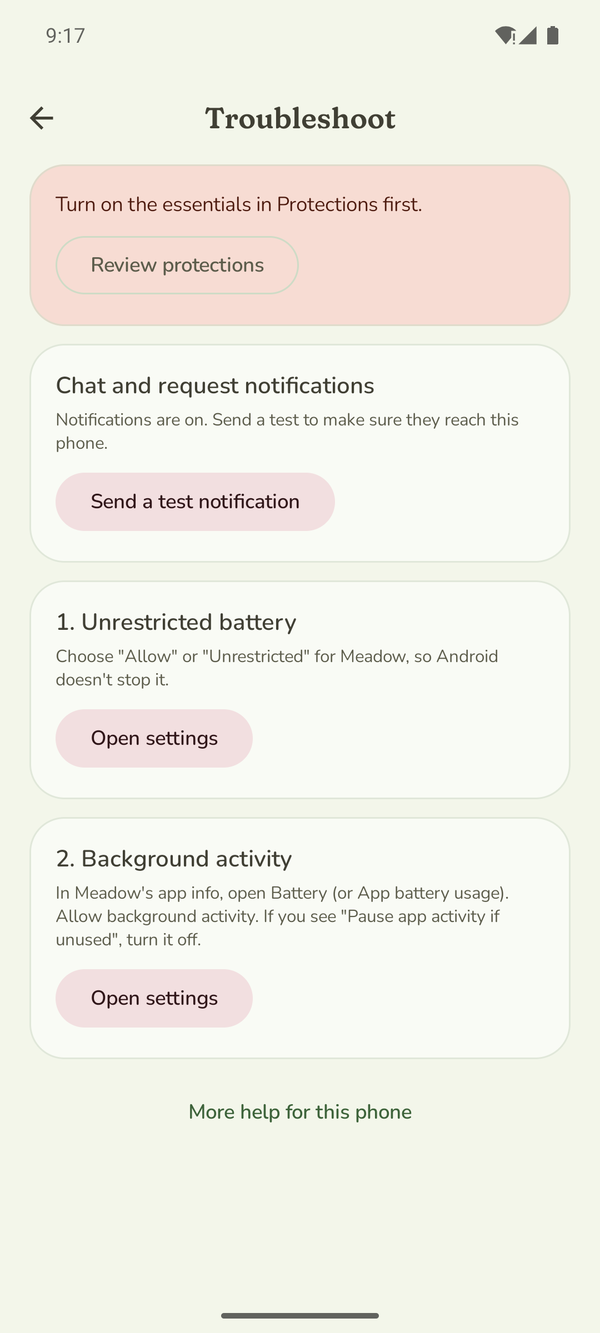 9:17
Troubleshoot
Turn on the essentials in Protections first.
Review protections
Chat and request notifications
Notifications are on. Send a test to make sure they reach this
phone.
Send a test notification
1. Unrestricted battery
Choose "Allow" or "Unrestricted" for Meadow, so Android
doesn't stop it.
Open settings
2. Background activity
In Meadow's app info, open Battery (or App battery usage).
Allow background activity. If you see "Pause app activity if
unused", turn it off.
Open settings
More help for this phone